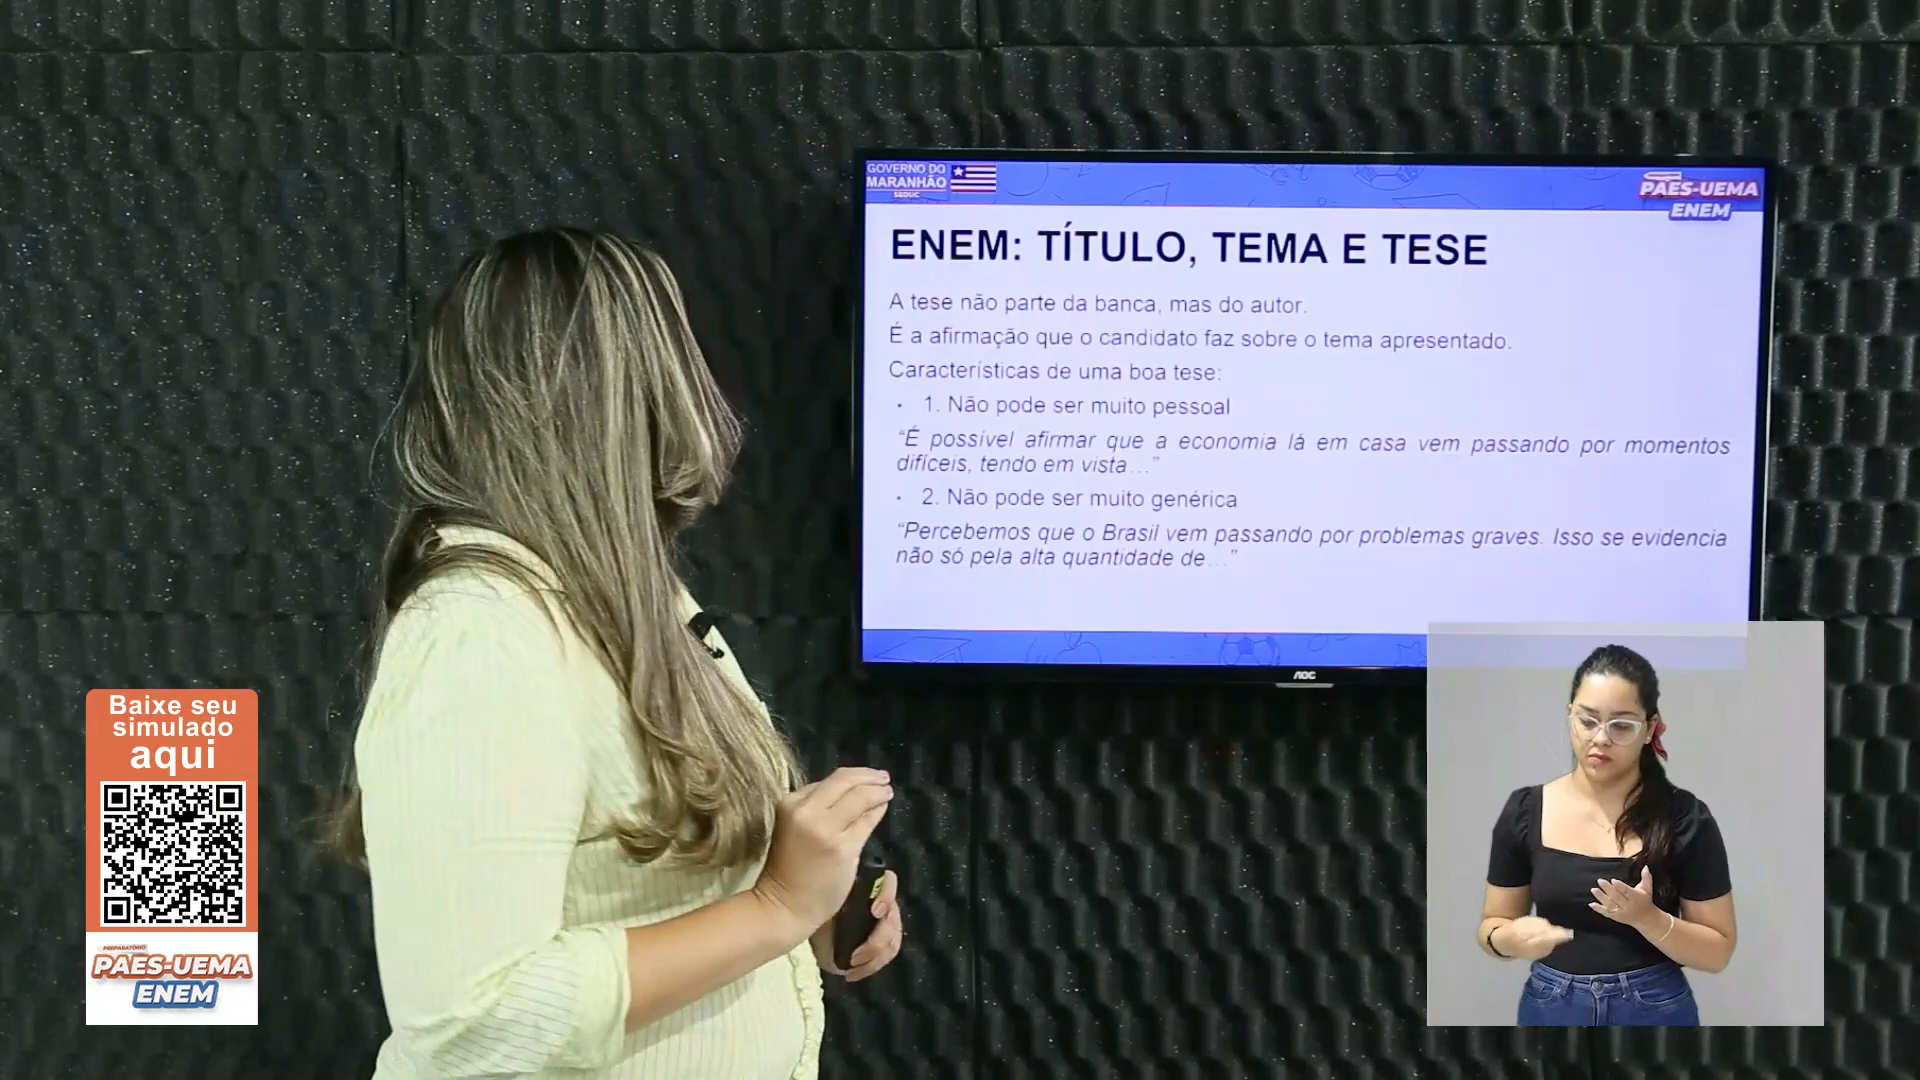 GOVERNO DO
MARANHÃO
SEDUC
PAES-UEMA
ENEM
ENEM: TÍTULO, TEMA E TESE
A tese não parte da banca, mas do autor.
É a afirmação que o candidato faz sobre o tema apresentado.
Características de uma boa tese:
• 1. Não pode ser muito pessoal
“É possível afirmar que a economia lá em casa vem passando por momentos
difíceis, tendo em vista…”
• 2. Não pode ser muito genérica
“Percebemos que o Brasil vem passando por problemas graves. Isso se evidencia
não só pela alta quantidade de…”
AOC
Baixe seu
simulado
aqui
PREPARATÓRIO
PAES-UEMA
ENEM